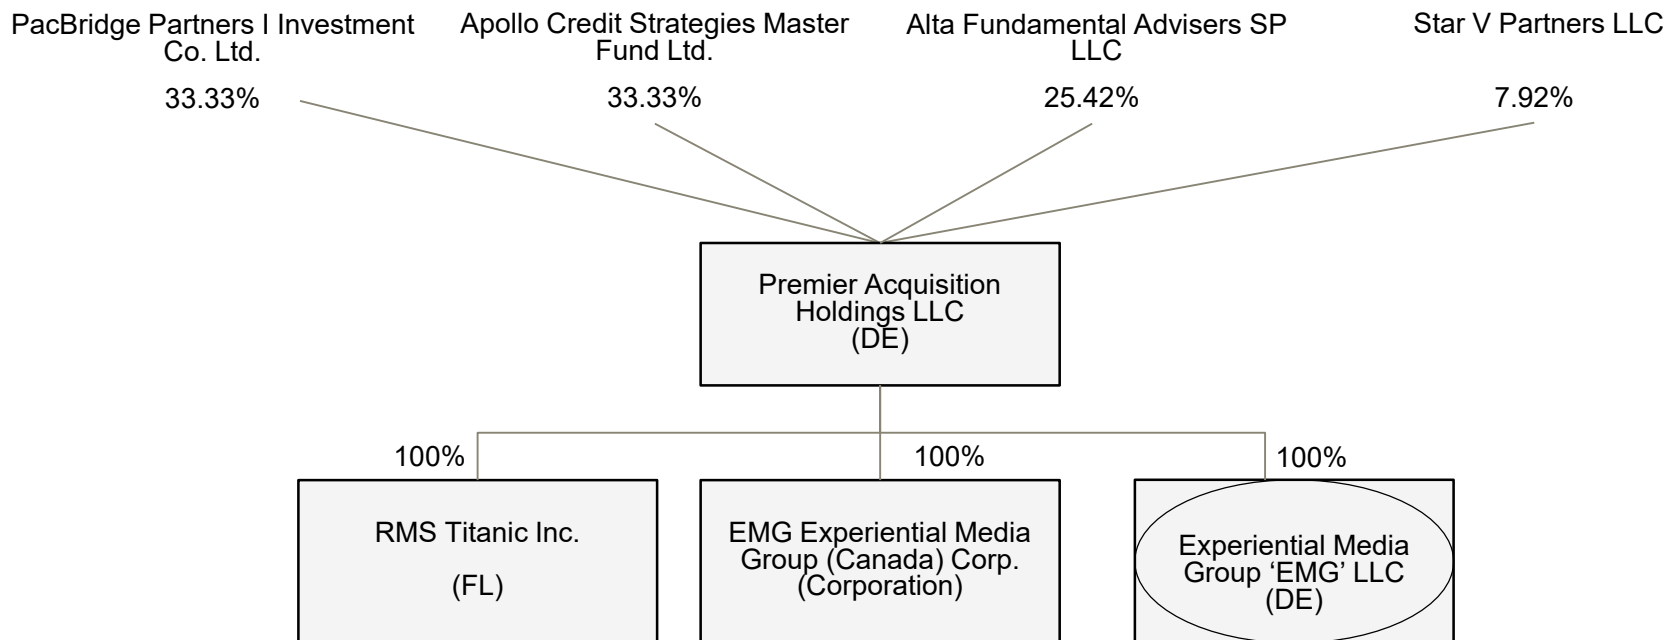 PacBridge Partners I Investment
Co. Ltd.
33.33%
Apollo Credit Strategies Master
Fund Ltd.
33.33%
Alta Fundamental Advisers SP
LLC
25.42%
Star V Partners LLC
7.92%
Premier Acquisition
Holdings LLC
(DE)
100%
100%
100%
RMS Titanic Inc.
(FL)
EMG Experiential Media
Group (Canada) Corp.
(Corporation)
Experiential Media
Group ‘EMG’ LLC
(DE)